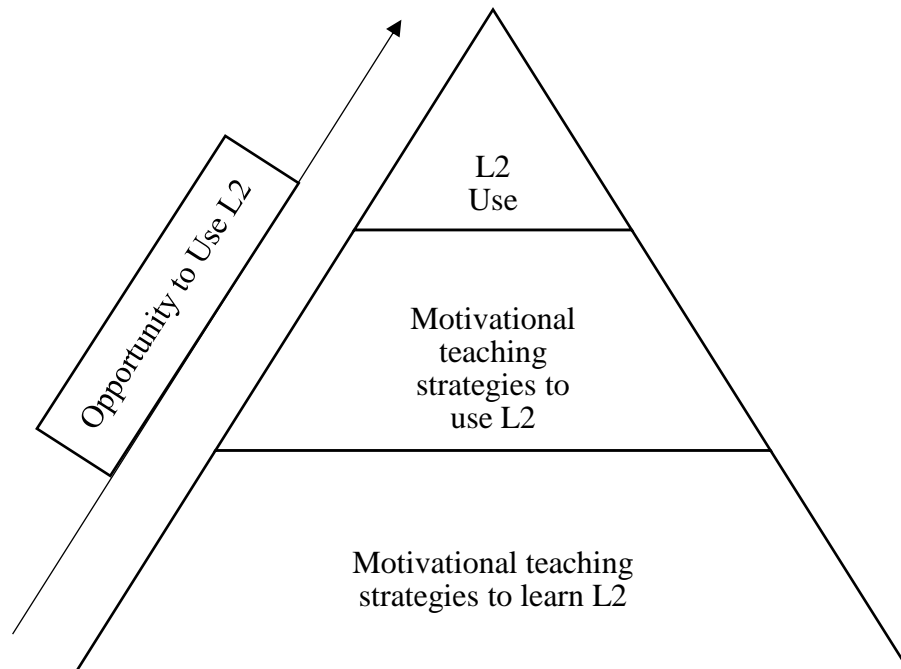 L2
Use
Opportunity to Use L2
Motivational
teaching
strategies to
use L2
Motivational teaching
strategies to learn L2